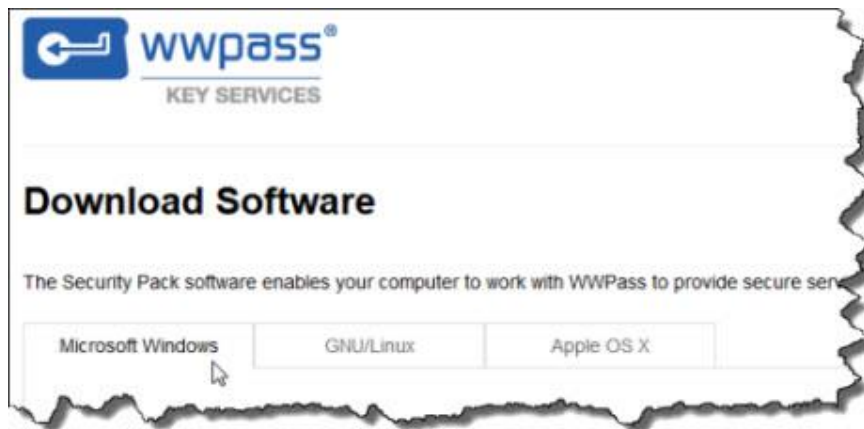 wwpass®
KEY SERVICES
Download Software
The Security Pack software enables your computer to work with WWPass to provide secure
Microsoft Windows GNU/Linux Apple OS X